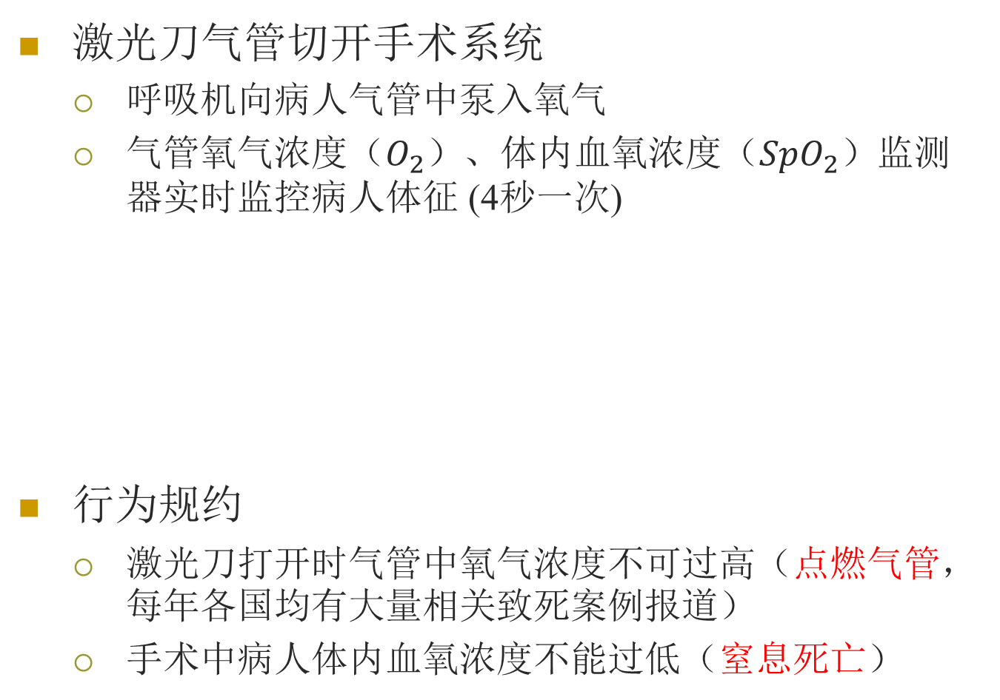 激光刀气管切开手术系统
呼吸机向病人气管中泵入氧气
气管氧气浓度（O₂）、体内血氧浓度（SpO₂）监测
器实时监控病人体征 (4秒一次)
行为规约
激光刀打开时气管中氧气浓度不可过高（点燃气管，
每年各国均有大量相关致死案例报道）
手术中病人体内血氧浓度不能过低（窒息死亡）